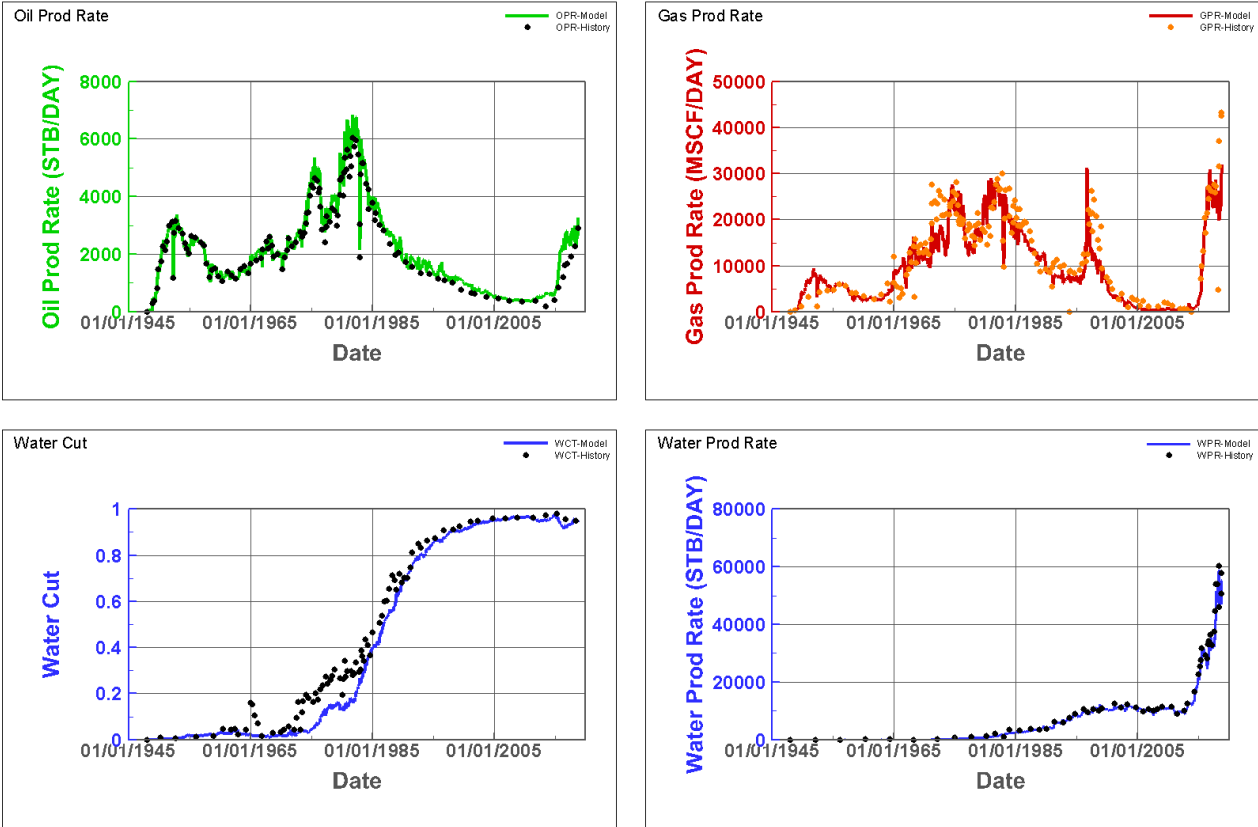 Oil Prod Rate
OPR-Model
OPR-History
Oil Prod Rate (STB/DAY)
8000
6000
4000
2000
0
01/01/1945
01/01/1965
01/01/1985
01/01/2005
Date
Gas Prod Rate
GPR-Model
GPR-History
Gas Prod Rate (MSCF/DAY)
50000
40000
30000
20000
10000
0
01/01/1945
01/01/1965
01/01/1985
01/01/2005
Date
Water Cut
WCT-Model
WCT-History
Water Cut
1
0.8
0.6
0.4
0.2
0
01/01/1945
01/01/1965
01/01/1985
01/01/2005
Date
Water Prod Rate
WPR-Model
WPR-History
Water Prod Rate (STB/DAY)
80000
60000
40000
20000
0
01/01/1945
01/01/1965
01/01/1985
01/01/2005
Date